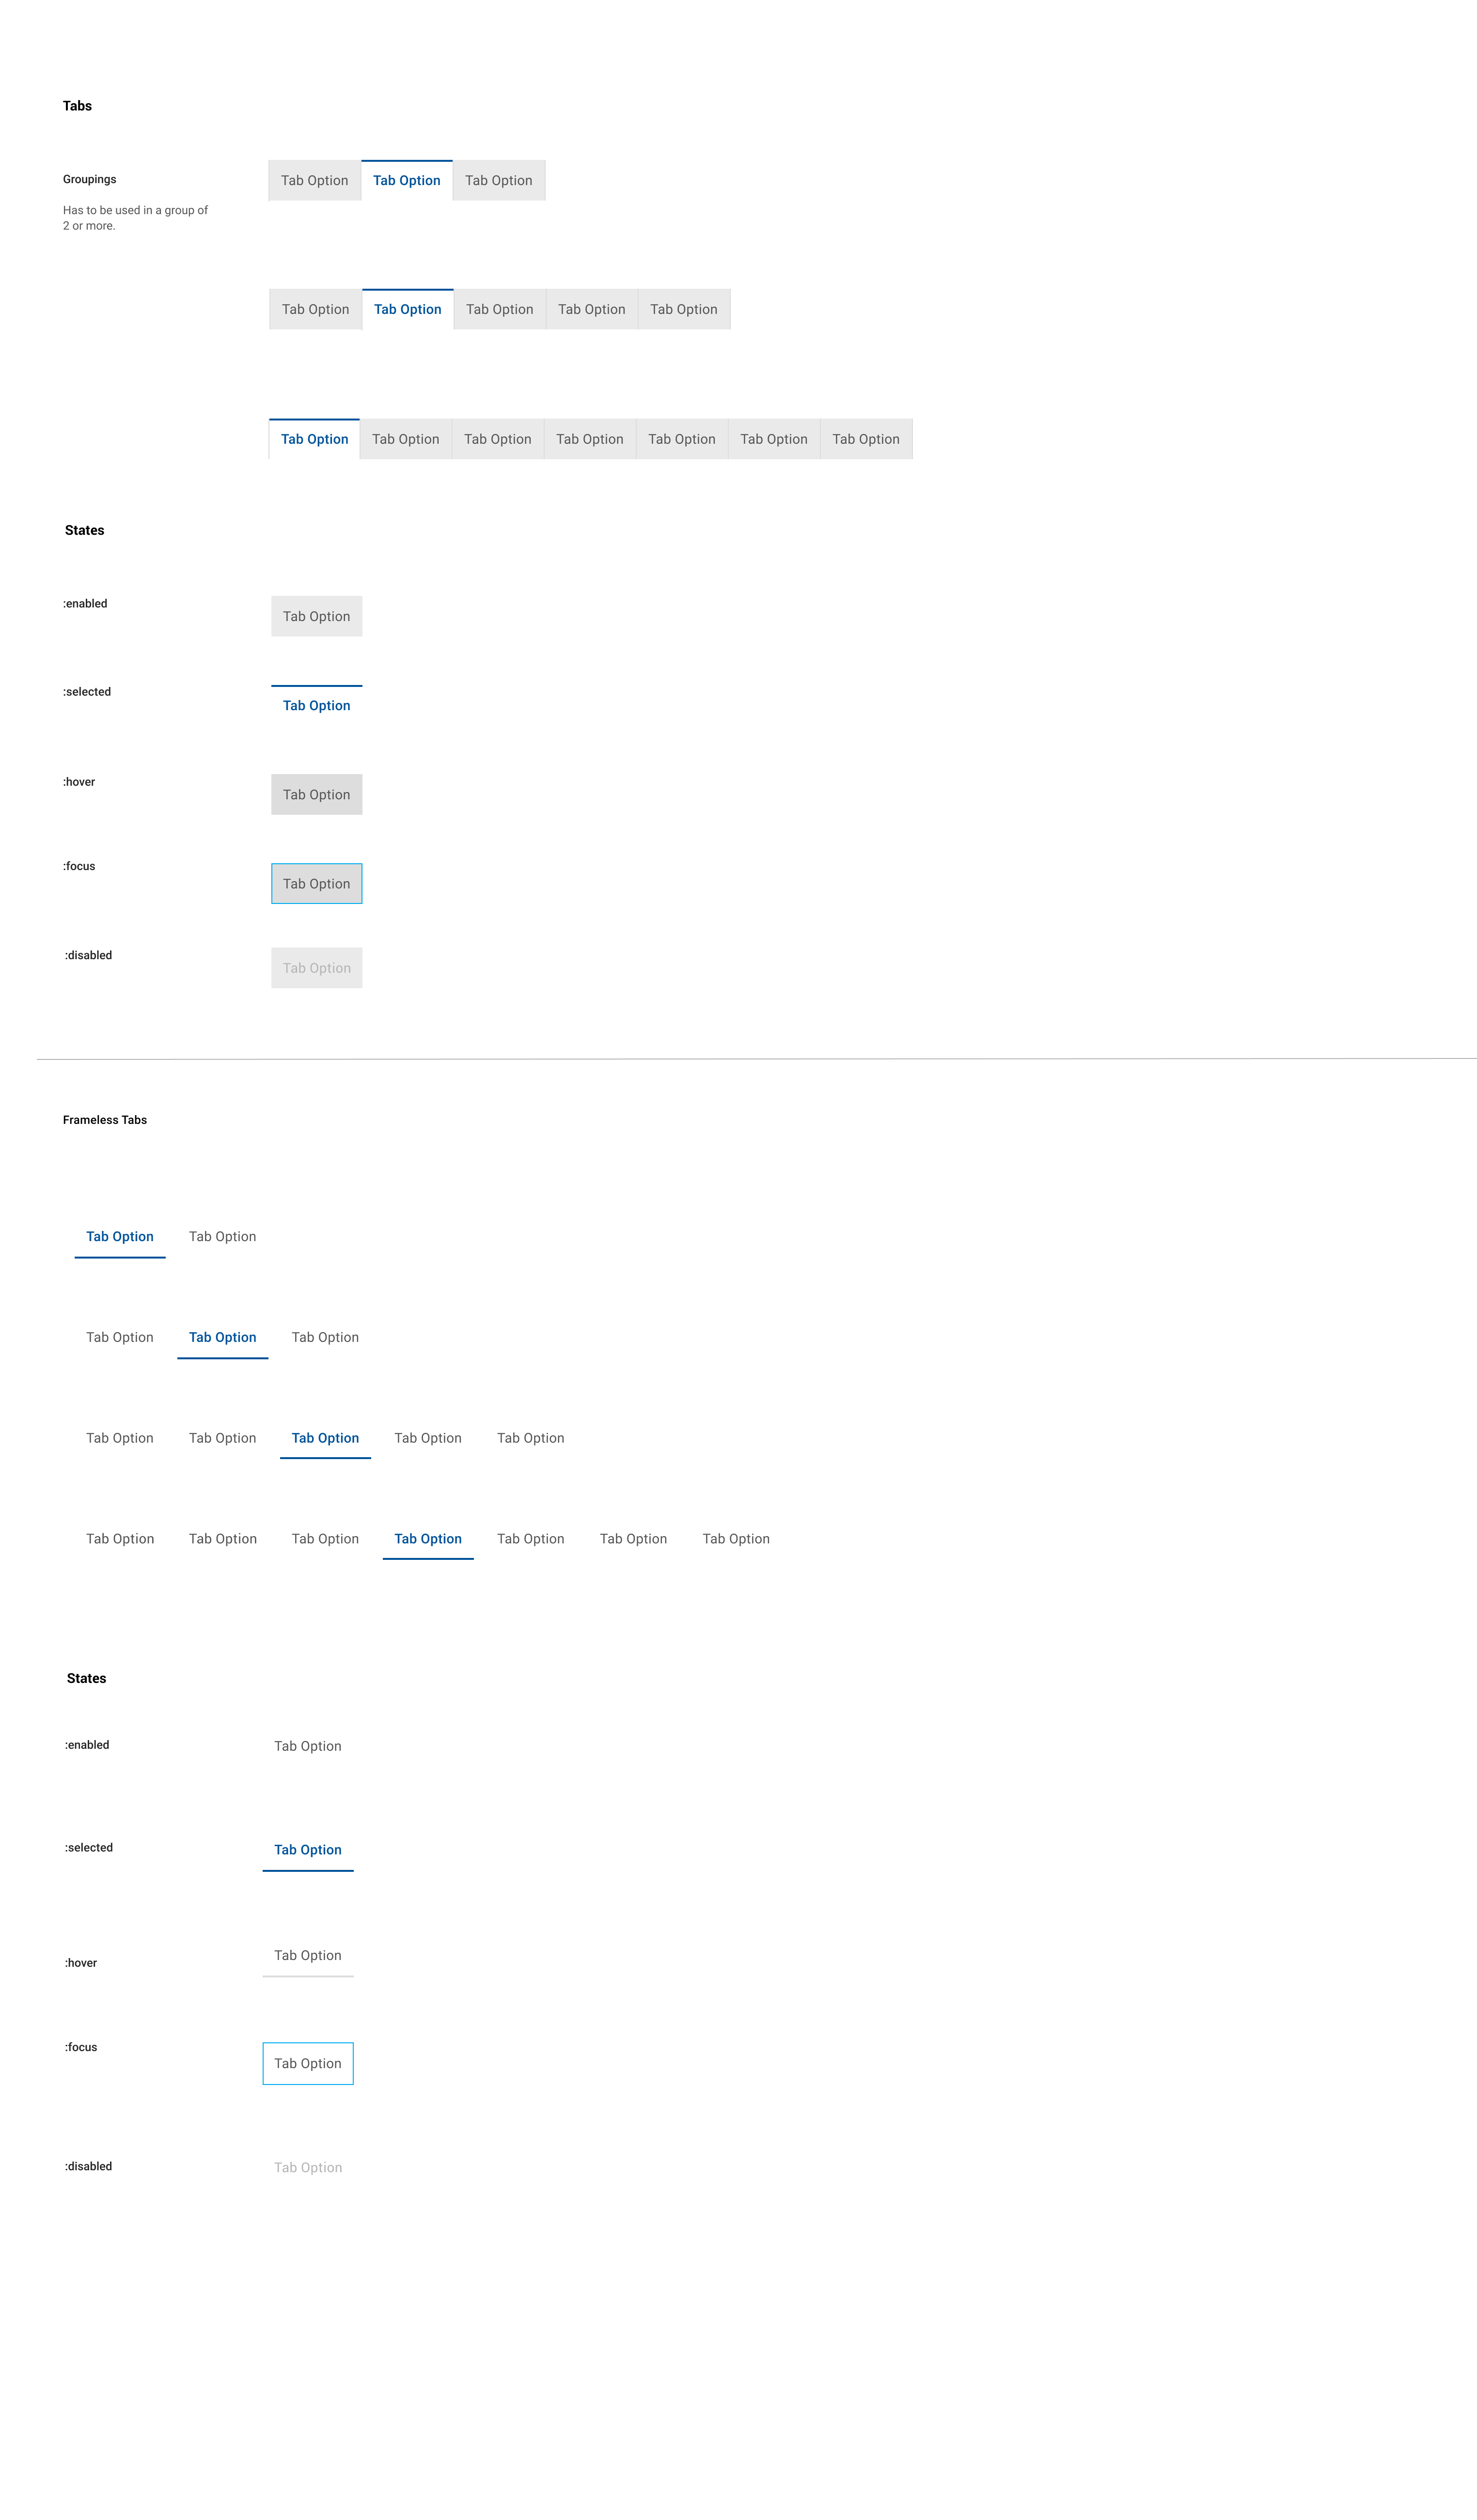 Tabs
Groupings
Tab Option Tab Option Tab Option
Has to be used in a group of
2 or more.
Tab Option Tab Option Tab Option Tab Option Tab Option
Tab Option Tab Option Tab Option Tab Option Tab Option Tab Option Tab Option
States
:enabled
Tab Option
:selected
Tab Option
:hover
Tab Option
:focus
Tab Option
:disabled
Tab Option
Frameless Tabs
Tab Option Tab Option
Tab Option Tab Option Tab Option
Tab Option Tab Option Tab Option Tab Option Tab Option
Tab Option Tab Option Tab Option Tab Option Tab Option Tab Option Tab Option
States
:enabled
Tab Option
:selected
Tab Option
:hover
Tab Option
:focus
Tab Option
:disabled
Tab Option